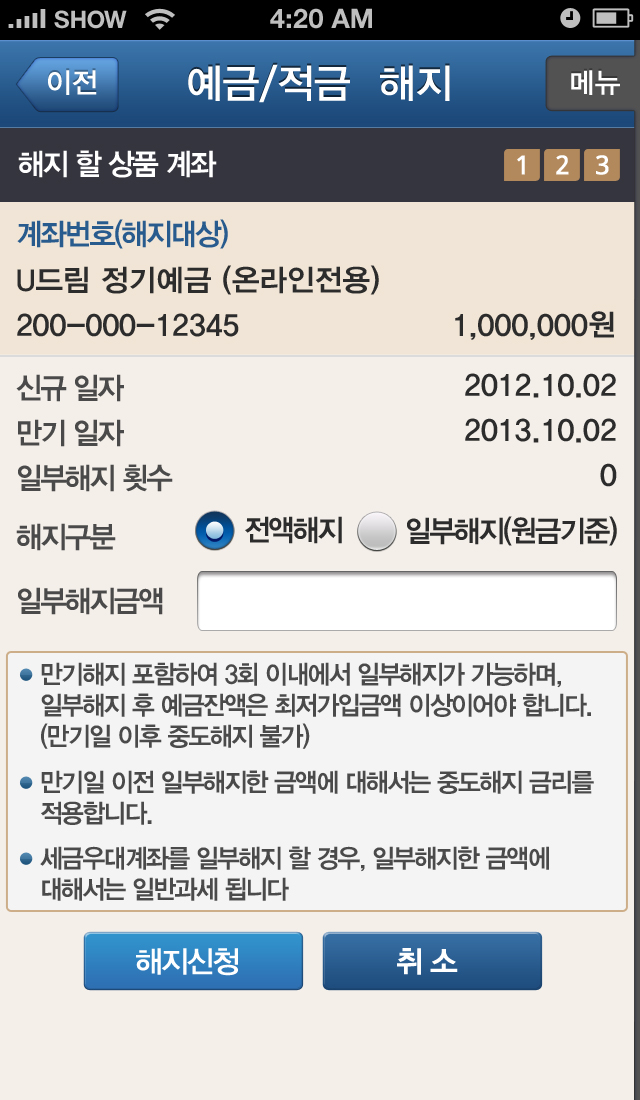 SHOW 4:20 AM
이전 예금/적금 해지 메뉴
해지 할 상품 계좌 1 2 3
계좌번호(해지대상)
U드림 정기예금 (온라인전용)
200-000-12345 1,000,000원
신규 일자 2012.10.02
만기 일자 2013.10.02
일부해지 횟수 0
해지구분 전액해지 일부해지(원금기준)
일부해지금액
만기해지 포함하여 3회 이내에서 일부해지가 가능하며,
일부해지 후 예금잔액은 최저가입금액 이상이어야 합니다.
(만기일 이후 중도해지 불가)
만기일 이전 일부해지한 금액에 대해서는 중도해지 금리를
적용합니다.
세금우대계좌를 일부해지 할 경우, 일부해지한 금액에
대해서는 일반과세 됩니다
해지신청 취 소